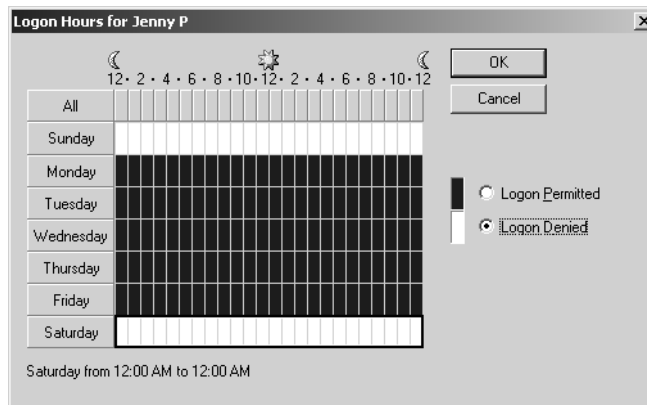 Logon Hours for Jenny P
12 · 2 · 4 · 6 · 8 · 10 · 12 · 2 · 4 · 6 · 8 · 10 · 12
OK
Cancel
All
Sunday
Monday
Tuesday
Wednesday
Thursday
Friday
Saturday
Logon Permitted
Logon Denied
Saturday from 12:00 AM to 12:00 AM